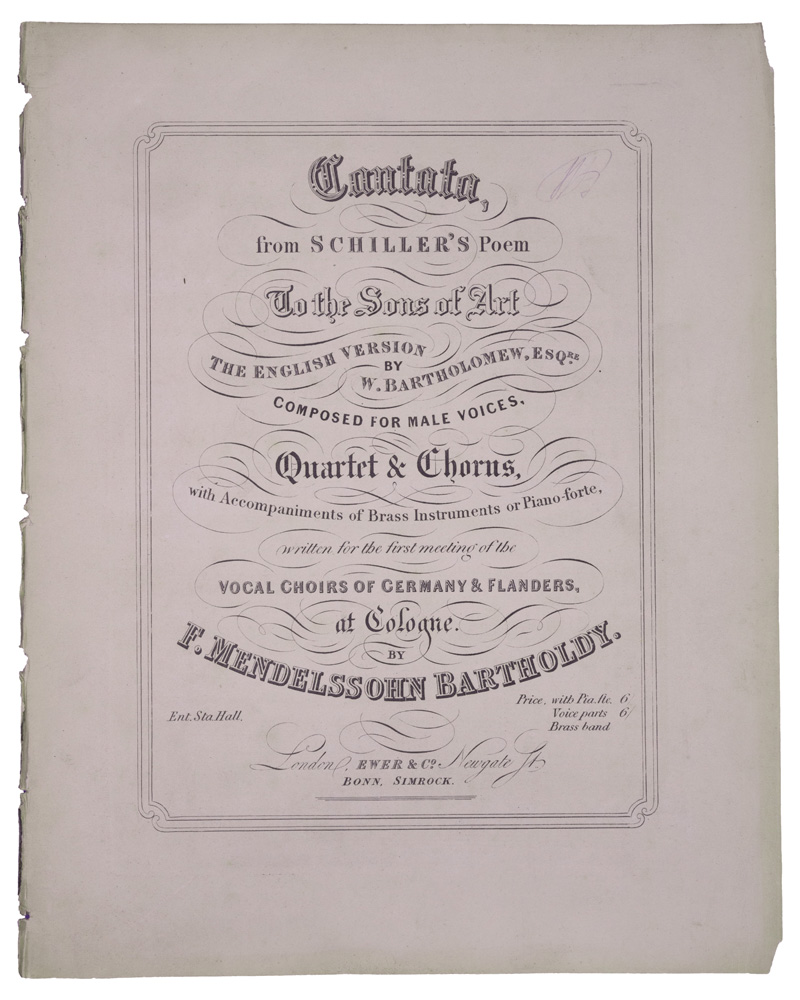 Cantata,
from SCHILLER'S Poem
To the Sons of Art
THE ENGLISH VERSION
BY
W. BARTHOLOMEW, ESQRE
COMPOSED FOR MALE VOICES,
Quartet & Chorus,
with Accompaniments of Brass Instruments or Piano-forte,
written for the first meeting of the
VOCAL CHOIRS OF GERMANY & FLANDERS,
at Cologne.
BY
F. MENDELSSOHN BARTHOLDY.
Ent. Sta. Hall.
Price, with Pia. Fte. 6
Voice parts 6/
Brass band
London, EWER & Co. Newgate St.
BONN, SIMROCK.